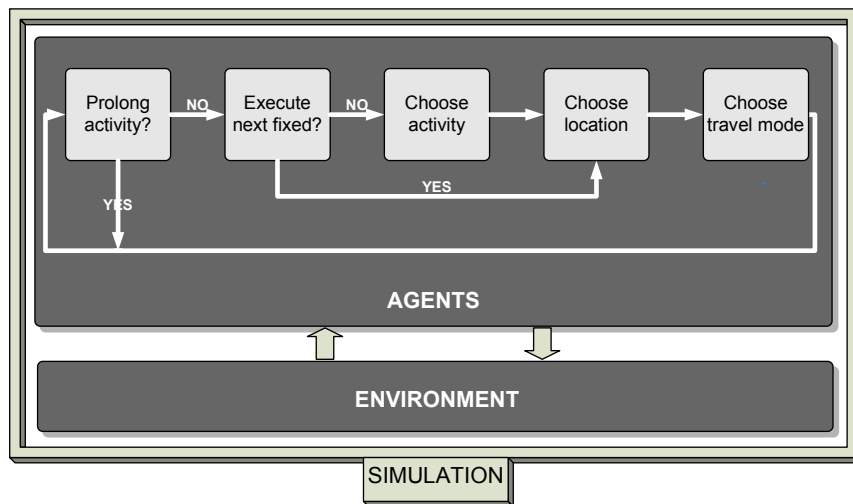 Prolong
activity?
NO
Execute
next fixed?
NO
Choose
activity
Choose
location
Choose
travel mode
YES
YES
AGENTS
ENVIRONMENT
SIMULATION